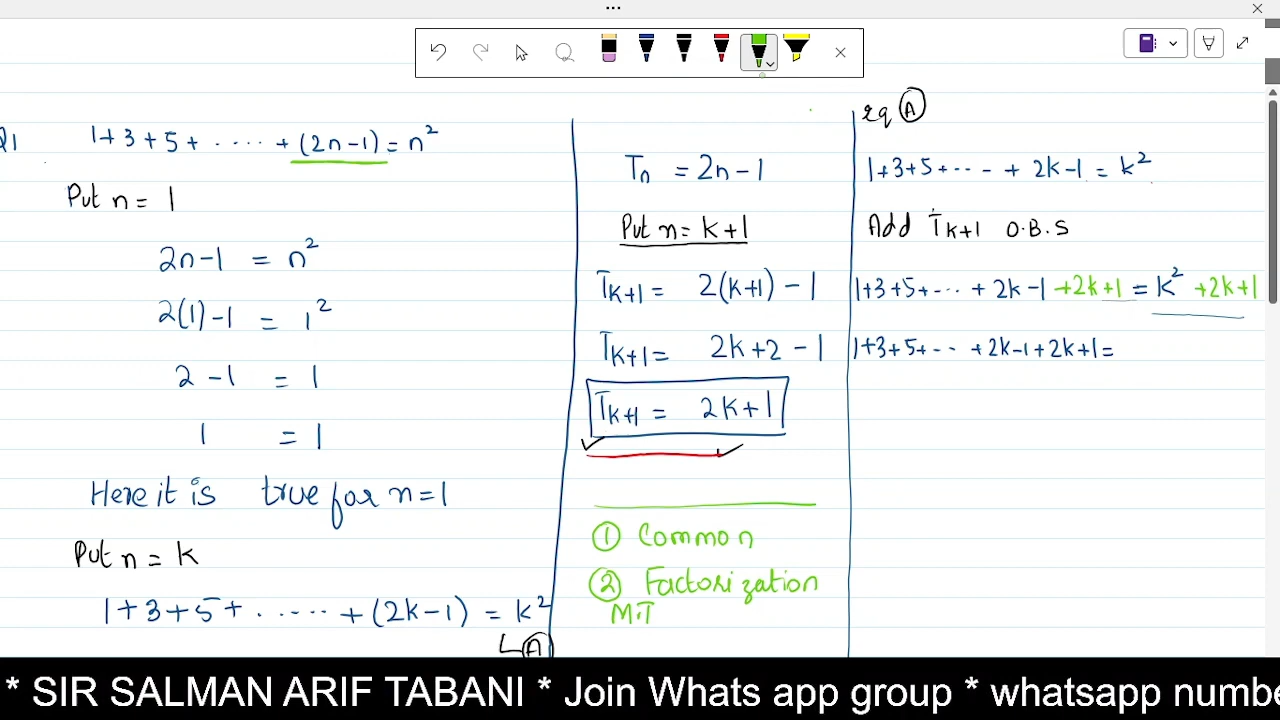 Q1 1+3+5+.....+(2n-1)=n²
Put n = 1
2n-1 = n²
2(1)-1 = 1²
2-1 = 1
1 = 1
Here it is true for n=1
Put n = k
1+3+5+......+(2k-1) = k²
↳Ⓐ
Tn = 2n-1
Put n= k+1
Tk+1 = 2(k+1)-1
Tk+1 = 2k+2-1
Tk+1 = 2k+1
① Common
② Factorization
M.T
eq Ⓐ
1+3+5+....+ 2k-1 = k²
Add Tk+1 O.B.S
1+3+5+...+ 2k-1 +2k+1 = k² +2k+1
1+3+5+...+2k-1+2k+1=
* SIR SALMAN ARIF TABANI * Join Whats app group * whatsapp numbe